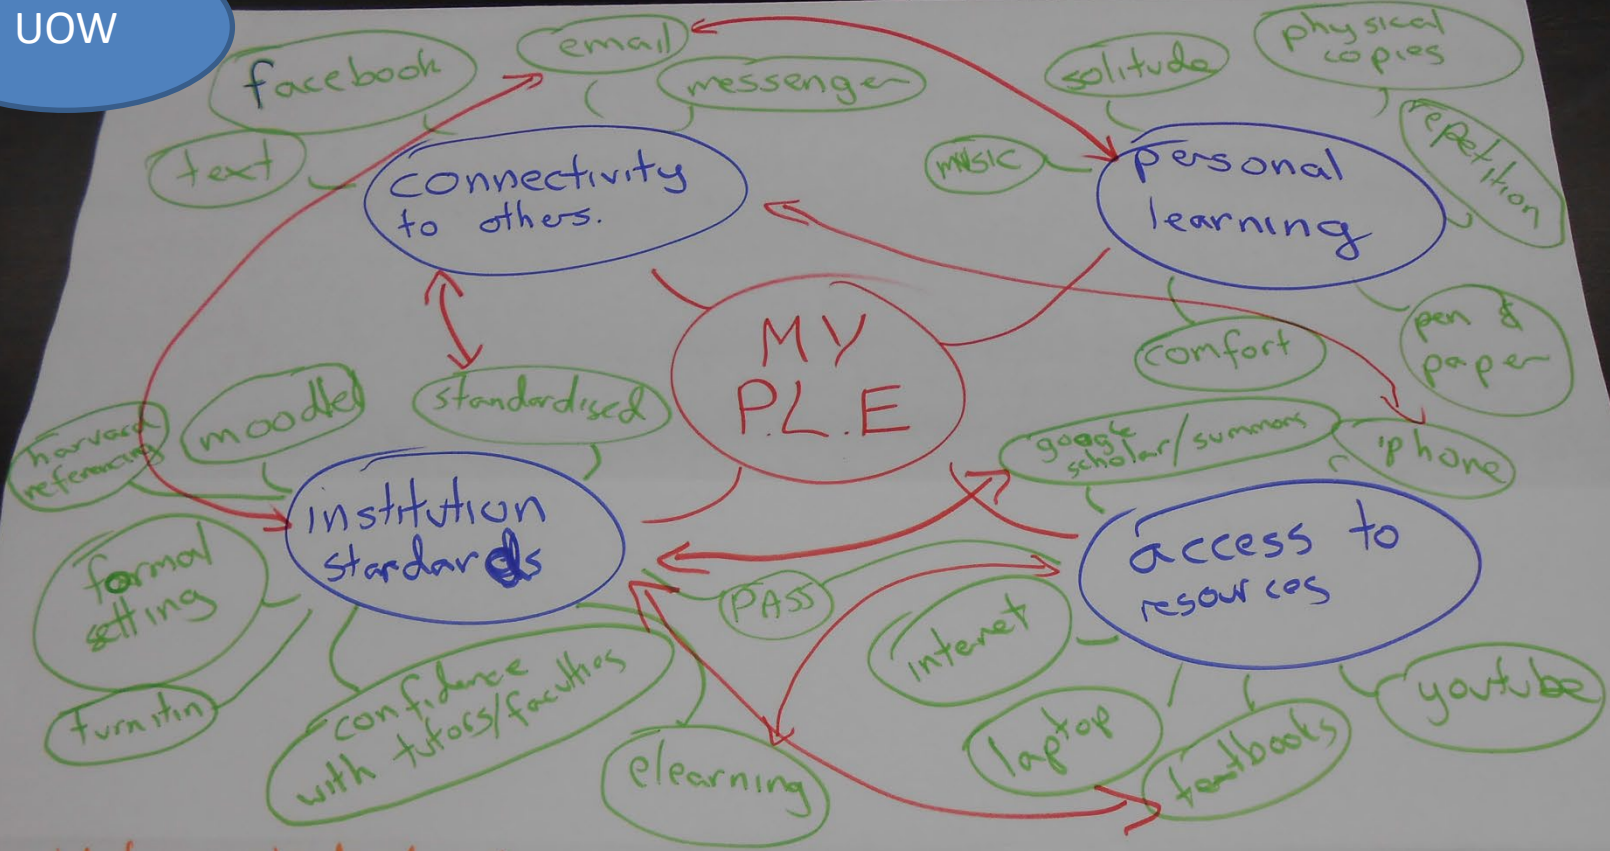 UOW
facebook
email
messenger
text
connectivity
to others.
solitude
physical
copies
music
personal
learning
repetition
comfort
pen &
paper
MY
P.L.E
harvard
referencing
moodle
standardised
institution
standards
formal
setting
turnitin
confidence
with tutors/faculties
elearning
PASS
google
scholar/summons
iphone
access to
resources
internet
laptop
textbooks
youtube